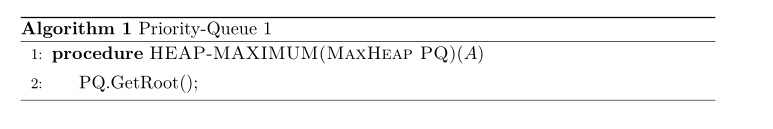 Algorithm 1 Priority-Queue 1
1: procedure HEAP-MAXIMUM(MAXHEAP PQ)(A)
2: PQ.GetRoot();